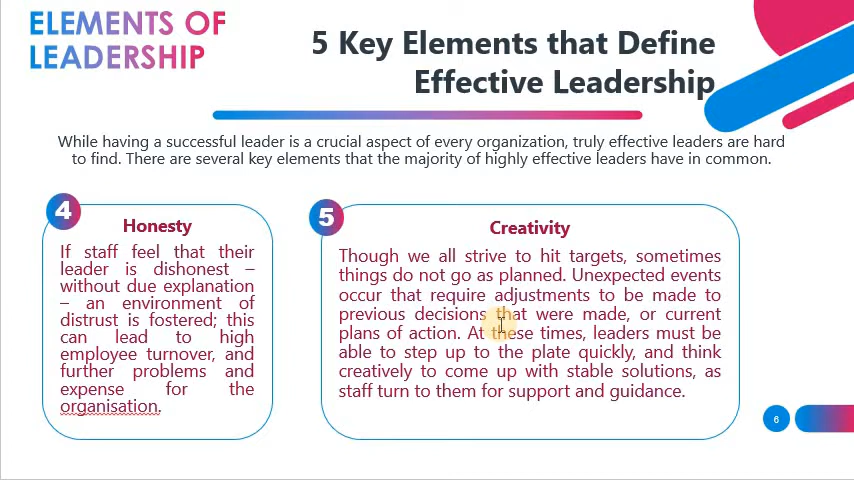 ELEMENTS OF
LEADERSHIP
5 Key Elements that Define
Effective Leadership
While having a successful leader is a crucial aspect of every organization, truly effective leaders are hard
to find. There are several key elements that the majority of highly effective leaders have in common.
4
Honesty
If staff feel that their
leader is dishonest –
without due explanation
– an environment of
distrust is fostered; this
can lead to high
employee turnover, and
further problems and
expense for the
organisation.
5
Creativity
Though we all strive to hit targets, sometimes
things do not go as planned. Unexpected events
occur that require adjustments to be made to
previous decisions that were made, or current
plans of action. At these times, leaders must be
able to step up to the plate quickly, and think
creatively to come up with stable solutions, as
staff turn to them for support and guidance.
6